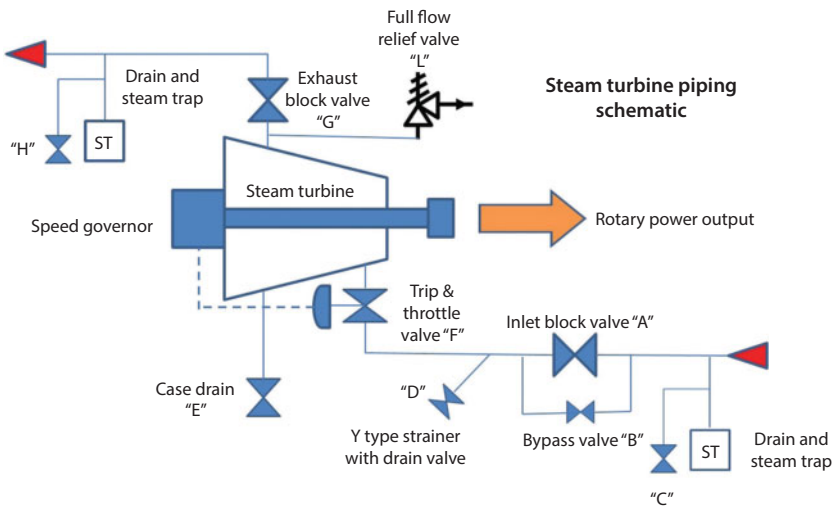 Full flow
relief valve
“L”
Steam turbine piping
schematic
Drain and
steam trap
Exhaust
block valve
“G”
“H”
ST
Steam turbine
Speed governor
Rotary power output
Trip &
throttle
valve “F”
Inlet block valve “A”
Case drain
“E”
“D”
Y type strainer
with drain valve
Bypass valve “B”
ST
Drain and
steam trap
“C”